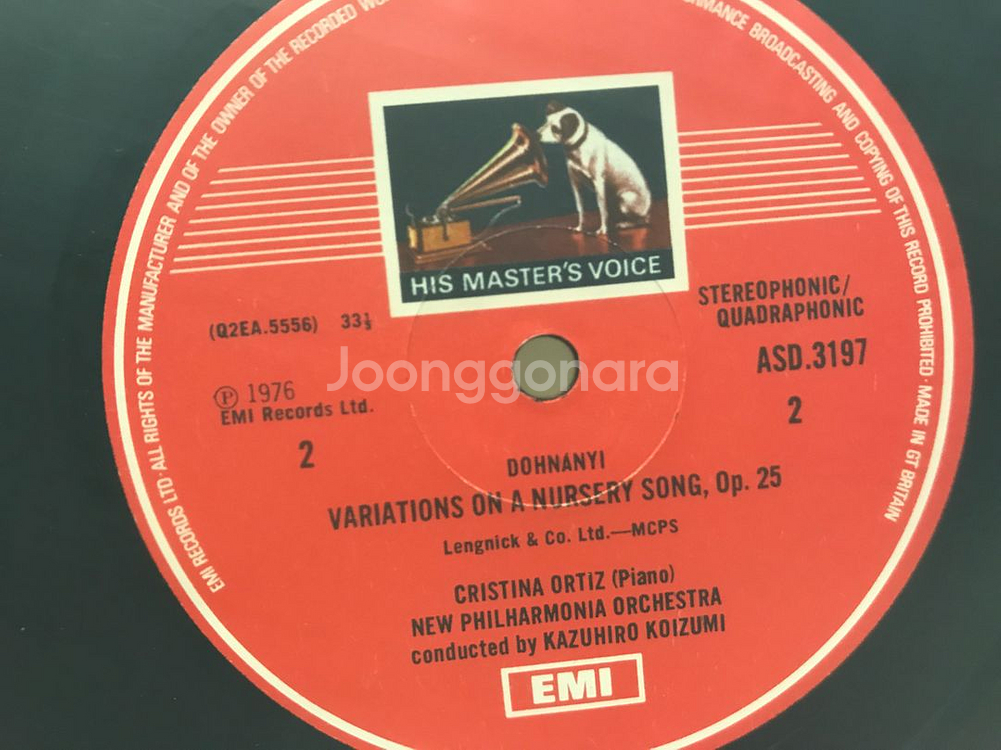 EMI RECORDS LTD·ALL RIGHTS OF THE MANUFACTURER AND OF THE OWNER OF THE RECORDED
BROADCASTING AND COPYING OF THIS RECORD PROHIBITED·MADE IN GT BRITAIN
HIS MASTER'S VOICE
(Q2EA.5556) 33⅓
STEREOPHONIC/
QUADRAPHONIC
ASD.3197
Joonggonara
Ⓟ 1976
EMI Records Ltd.
2
2
DOHNANYI
VARIATIONS ON A NURSERY SONG, Op. 25
Lengnick & Co. Ltd.—MCPS
CRISTINA ORTIZ (Piano)
NEW PHILHARMONIA ORCHESTRA
conducted by KAZUHIRO KOIZUMI
EMI